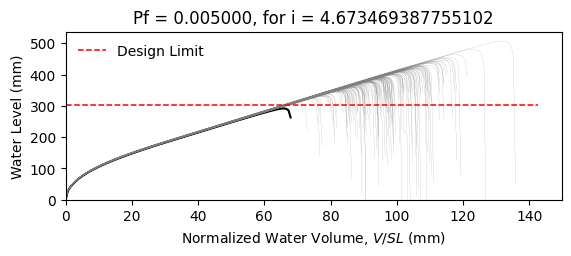 Pf = 0.005000, for i = 4.673469387755102
Water Level (mm)
500
400
300
200
100
0
Design Limit
0 20 40 60 80 100 120 140
Normalized Water Volume, V/SL (mm)